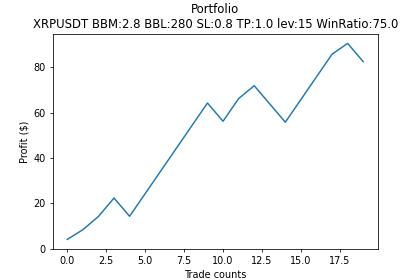 Portfolio
XRPUSDT BBM:2.8 BBL:280 SL:0.8 TP:1.0 lev:15 WinRatio:75.0
80
60
40
20
0
Profit ($)
0.0 2.5 5.0 7.5 10.0 12.5 15.0 17.5
Trade counts